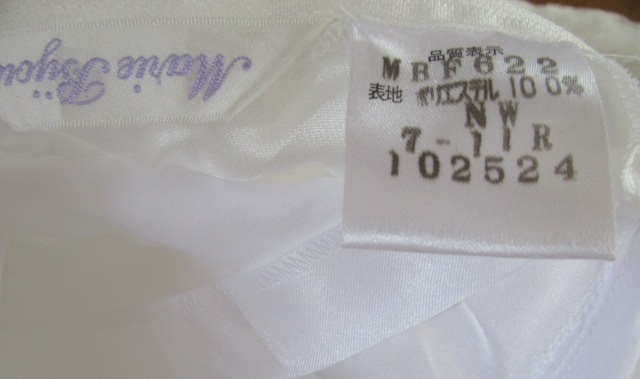 Marie Bijou
品質表示
MRF622
表地 ポリエステル 100%
NW
7-11R
102524